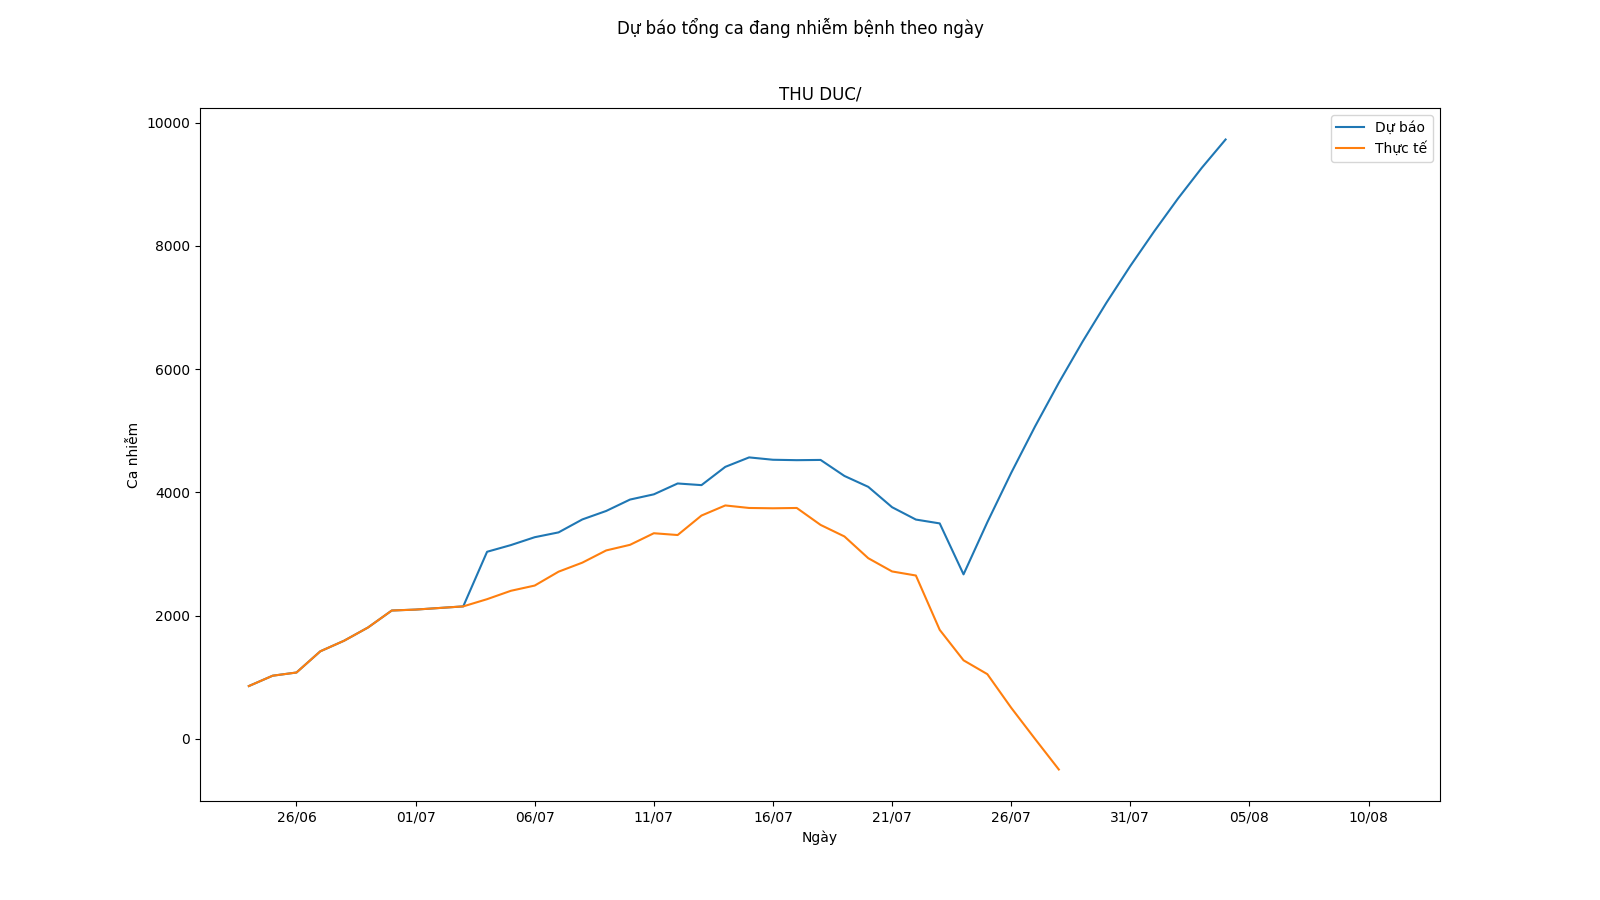 Dự báo tổng ca đang nhiễm bệnh theo ngày
THU DUC/
Dự báo
Thực tế
10000
8000
6000
4000
2000
0
Ca nhiễm
26/06 01/07 06/07 11/07 16/07 21/07 26/07 31/07 05/08 10/08
Ngày